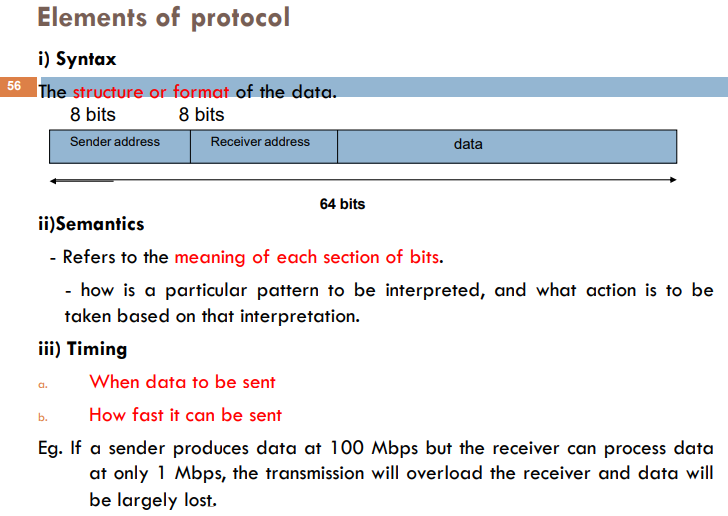 Elements of protocol
i) Syntax
56
The structure or format of the data.
8 bits 8 bits
Sender address Receiver address data
64 bits
ii)Semantics
- Refers to the meaning of each section of bits.
- how is a particular pattern to be interpreted, and what action is to be
taken based on that interpretation.
iii) Timing
a. When data to be sent
b. How fast it can be sent
Eg. If a sender produces data at 100 Mbps but the receiver can process data
at only 1 Mbps, the transmission will overload the receiver and data will
be largely lost.